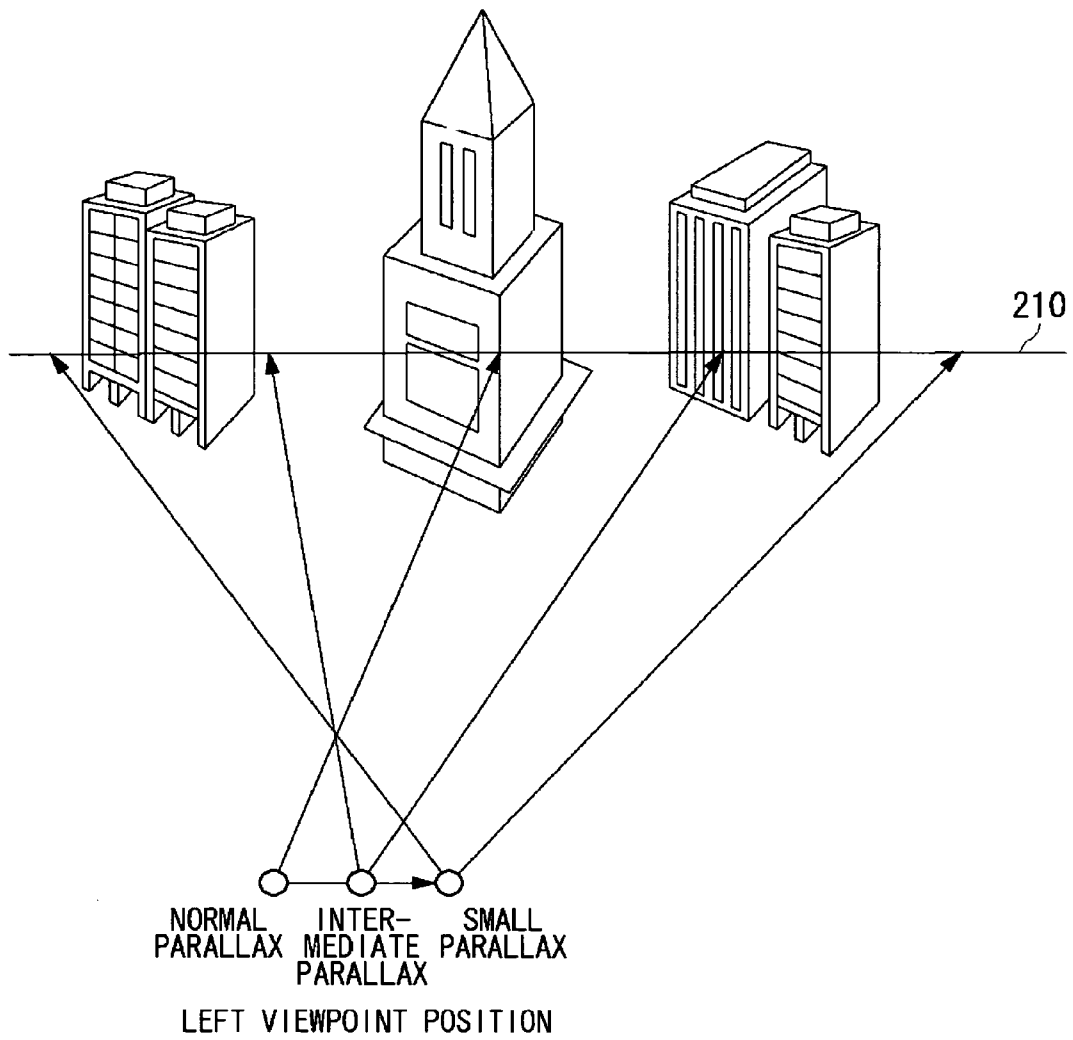 210
NORMAL PARALLAX
INTER-MEDIATE PARALLAX
SMALL PARALLAX
LEFT VIEWPOINT POSITION